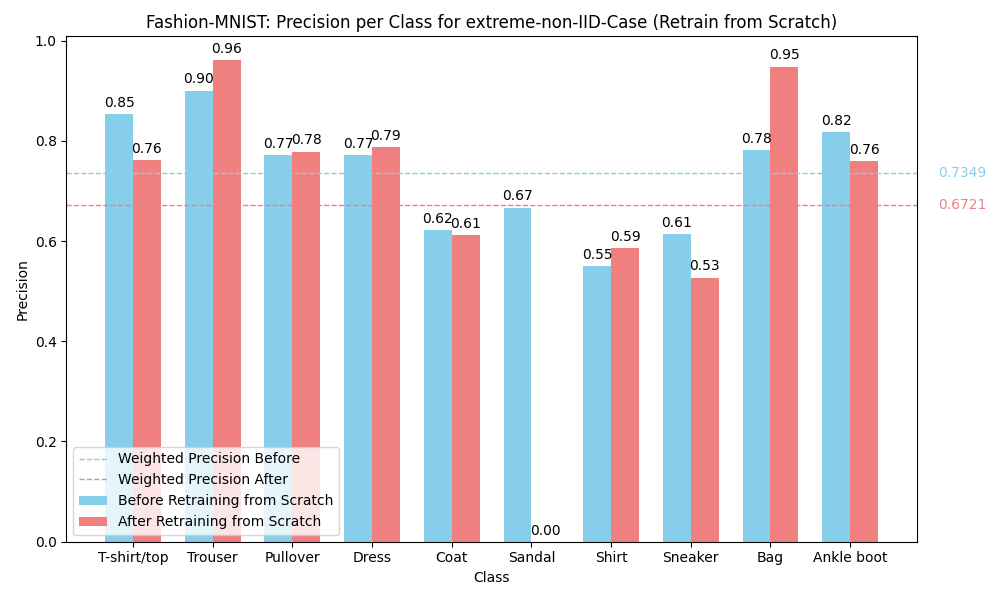 Fashion-MNIST: Precision per Class for extreme-non-IID-Case (Retrain from Scratch)
1.0
0.8
0.6
0.4
0.2
0.0
Precision
0.85
0.76
0.90
0.96
0.77
0.78
0.77
0.79
0.62
0.61
0.67
0.00
0.55
0.59
0.61
0.53
0.78
0.95
0.82
0.76
0.7349
0.6721
Weighted Precision Before
Weighted Precision After
Before Retraining from Scratch
After Retraining from Scratch
T-shirt/top
Trouser
Pullover
Dress
Coat
Sandal
Shirt
Sneaker
Bag
Ankle boot
Class